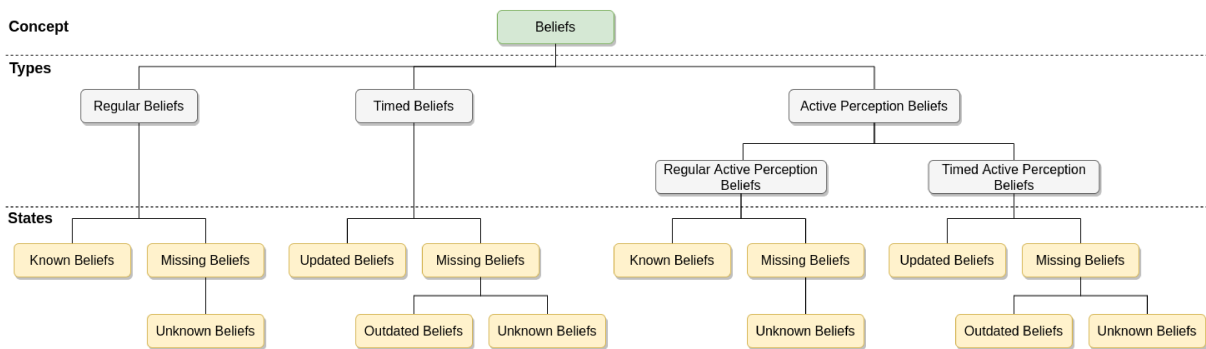 Concept
Beliefs
Types
Regular Beliefs
Timed Beliefs
Active Perception Beliefs
Regular Active Perception
Beliefs
Timed Active Perception
Beliefs
States
Known Beliefs
Missing Beliefs
Updated Beliefs
Missing Beliefs
Known Beliefs
Missing Beliefs
Updated Beliefs
Missing Beliefs
Unknown Beliefs
Outdated Beliefs
Unknown Beliefs
Unknown Beliefs
Outdated Beliefs
Unknown Beliefs